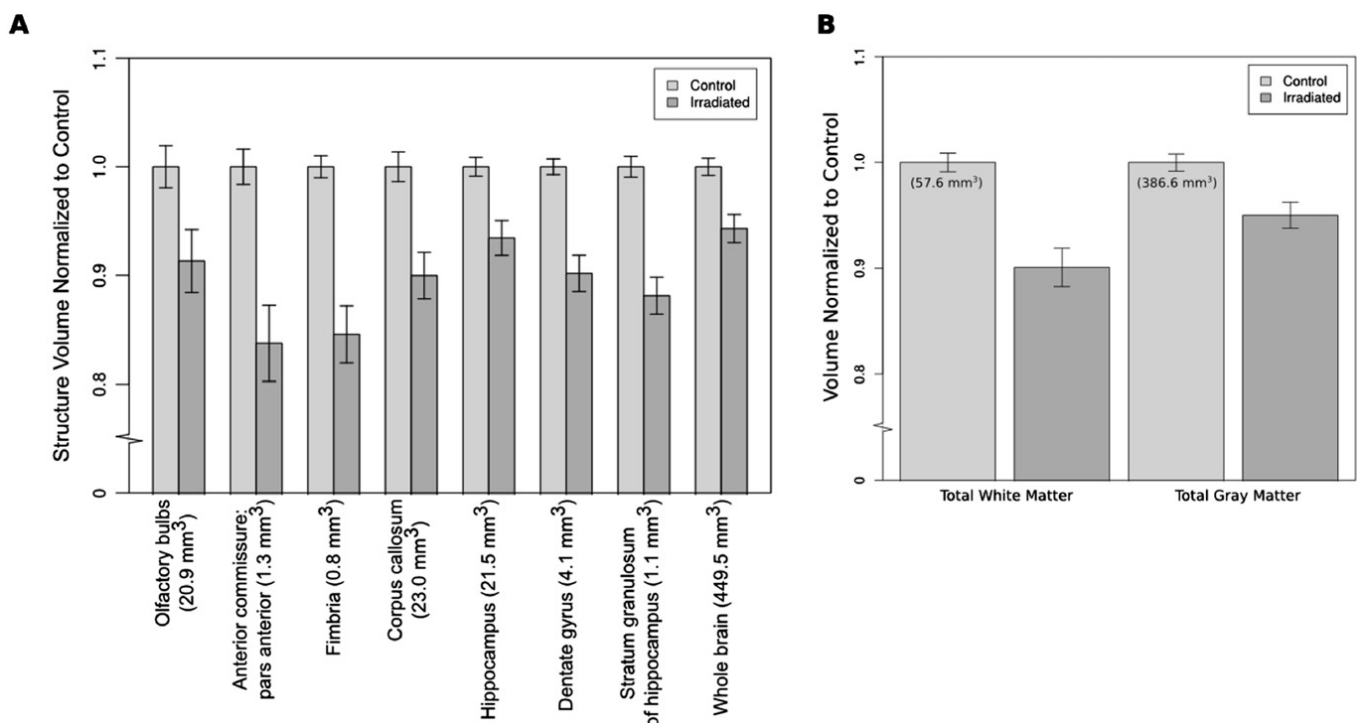 A
Structure Volume Normalized to Control
1.1
1.0
0.9
0.8
0
Control
Irradiated
Olfactory bulbs
(20.9 mm³)
Anterior commissure:
pars anterior (1.3 mm³)
Fimbria (0.8 mm³)
Corpus callosum
(23.0 mm³)
Hippocampus (21.5 mm³)
Dentate gyrus (4.1 mm³)
Stratum granulosum
of hippocampus (1.1 mm³)
Whole brain (449.5 mm³)
B
Volume Normalized to Control
1.1
1.0
0.9
0.8
0
Control
Irradiated
(57.6 mm³)
(386.6 mm³)
Total White Matter
Total Gray Matter